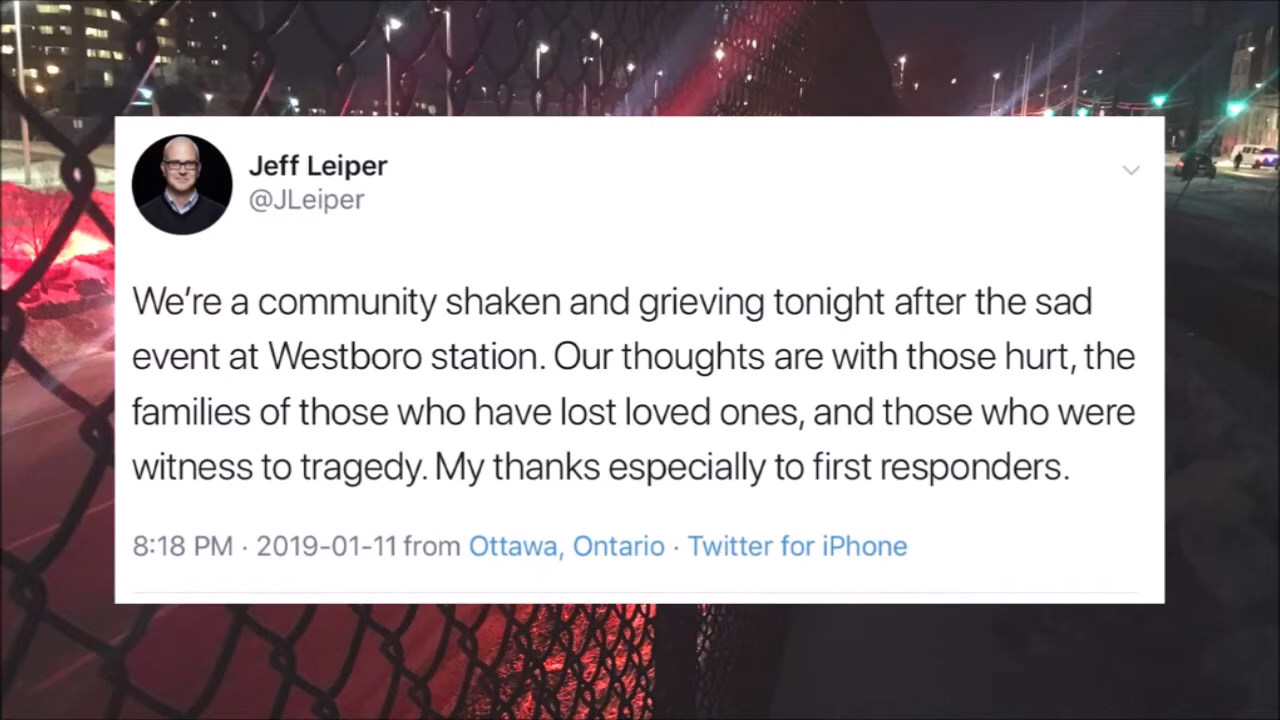 Jeff Leiper
@JLeiper
We’re a community shaken and grieving tonight after the sad
event at Westboro station. Our thoughts are with those hurt, the
families of those who have lost loved ones, and those who were
witness to tragedy. My thanks especially to first responders.
8:18 PM · 2019-01-11 from Ottawa, Ontario · Twitter for iPhone